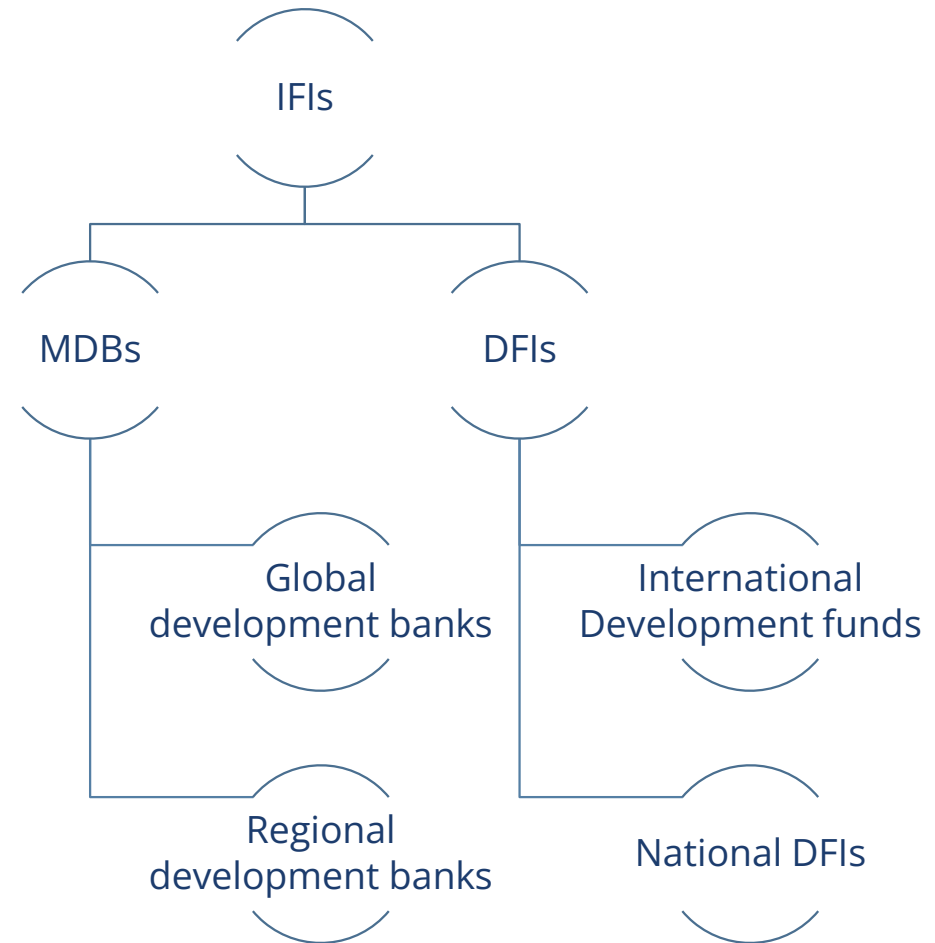 IFIs
MDBs
DFIs
Global
development banks
International
Development funds
Regional
development banks
National DFIs